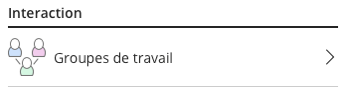 Interaction
Groupes de travail